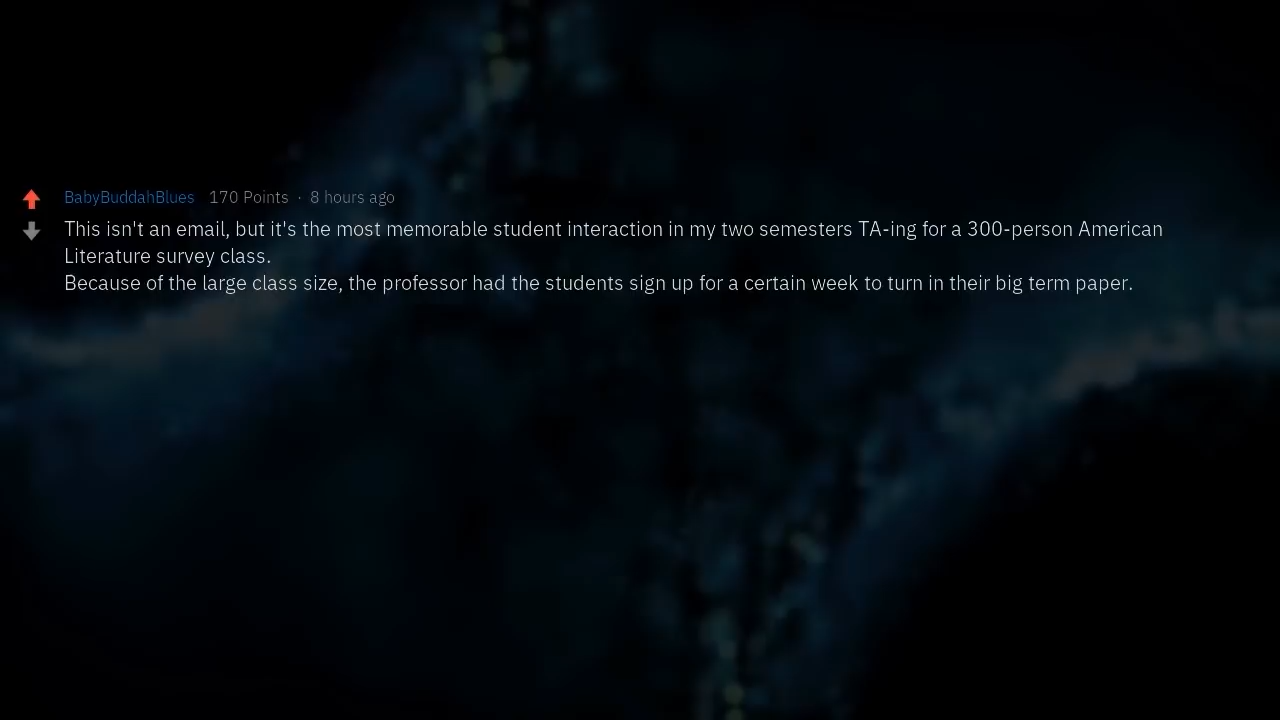 BabyBuddahBlues 170 Points · 8 hours ago
This isn't an email, but it's the most memorable student interaction in my two semesters TA-ing for a 300-person American
Literature survey class.
Because of the large class size, the professor had the students sign up for a certain week to turn in their big term paper.